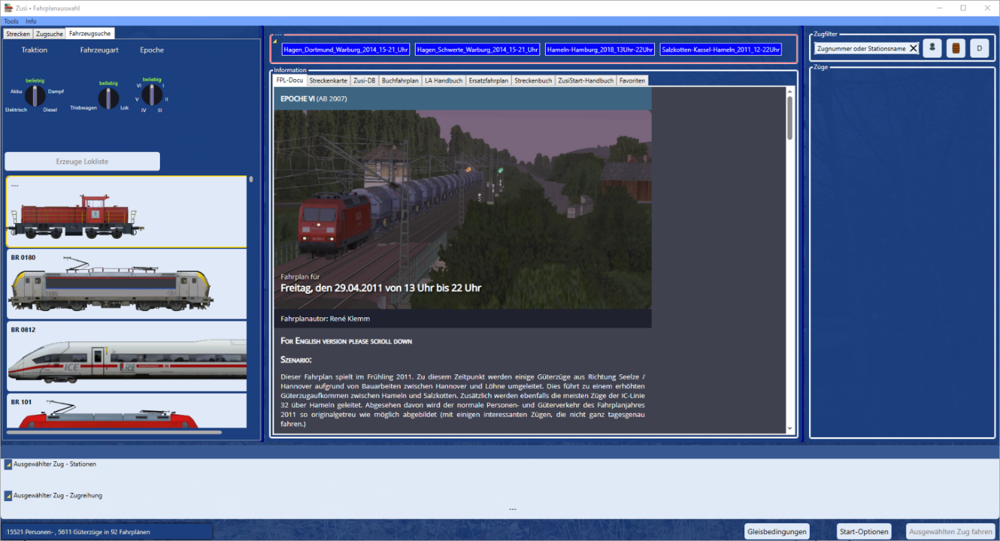 Zusi • Fahrplanauswahl
Tools Info
Strecken Zugsuche Fahrzeugsuche
Traktion Fahrzeugart Epoche
beliebig
Akku Dampf
Elektrisch Diesel
beliebig
Triebwagen Lok
beliebig
VI I
V II
IV III
Erzeuge Lokliste
---
BR 0180
1885
BR 0812
ICE
ICE
BR 101
---
Hagen_Dortmund_Warburg_2014_15-21_Uhr Hagen_Schwerte_Warburg_2014_15-21_Uhr Hameln-Hamburg_2018_13Uhr-22Uhr Salzkotten-Kassel-Hameln_2011_12-22Uhr
Information
FPL-Docu Streckenkarte Zusi-DB Buchfahrplan LA Handbuch Ersatzfahrplan Streckenbuch ZusiStart-Handbuch Favoriten
EPOCHE VI (AB 2007)
Fahrplan für
Freitag, den 29.04.2011 von 13 Uhr bis 22 Uhr
Fahrplanautor: René Klemm
For English version please scroll down
Szenario:
Dieser Fahrplan spielt im Frühling 2011. Zu diesem Zeitpunkt werden einige Güterzüge aus Richtung Seelze /
Hannover aufgrund von Bauarbeiten zwischen Hannover und Löhne umgeleitet. Dies führt zu einem erhöhten
Güterzugaufkommen zwischen Hameln und Salzkotten. Zusätzlich werden ebenfalls die meisten Züge der IC-Linie
32 über Hameln geleitet. Abgesehen davon wird der normale Personen- und Güterverkehr des Fahrplanjahres
2011 so originalgetreu wie möglich abgebildet (mit einigen interessanten Zügen, die nicht ganz tagesgenau
fahren.)
Zugfilter
Zugnummer oder Stationsname D
Züge
Ausgewählter Zug - Stationen
Ausgewählter Zug - Zugreihung
---
15521 Personen- , 5611 Güterzüge in 92 Fahrplänen
Gleisbedingungen Start-Optionen Ausgewählten Zug fahren